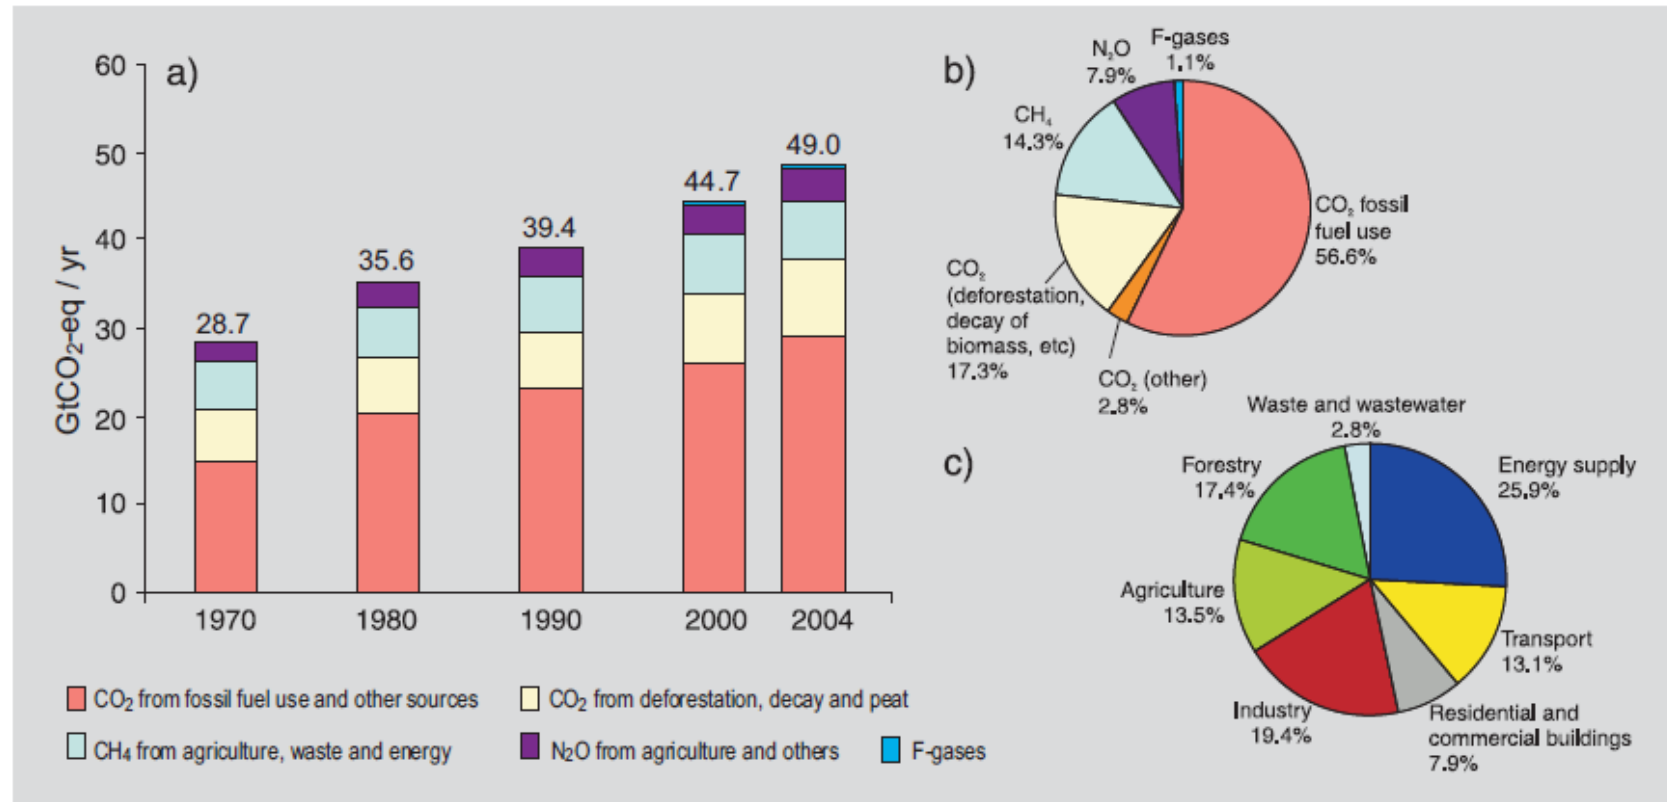 a)
GtCO₂-eq / yr
60
50
40
30
20
10
0
28.7
35.6
39.4
44.7
49.0
1970
1980
1990
2000
2004
CO₂ from fossil fuel use and other sources
CO₂ from deforestation, decay and peat
CH₄ from agriculture, waste and energy
N₂O from agriculture and others
F-gases
b)
F-gases
1.1%
N₂O
7.9%
CH₄
14.3%
CO₂ fossil
fuel use
56.6%
CO₂
(deforestation,
decay of
biomass, etc)
17.3%
CO₂ (other)
2.8%
c)
Waste and wastewater
2.8%
Forestry
17.4%
Energy supply
25.9%
Agriculture
13.5%
Transport
13.1%
Industry
19.4%
Residential and
commercial buildings
7.9%